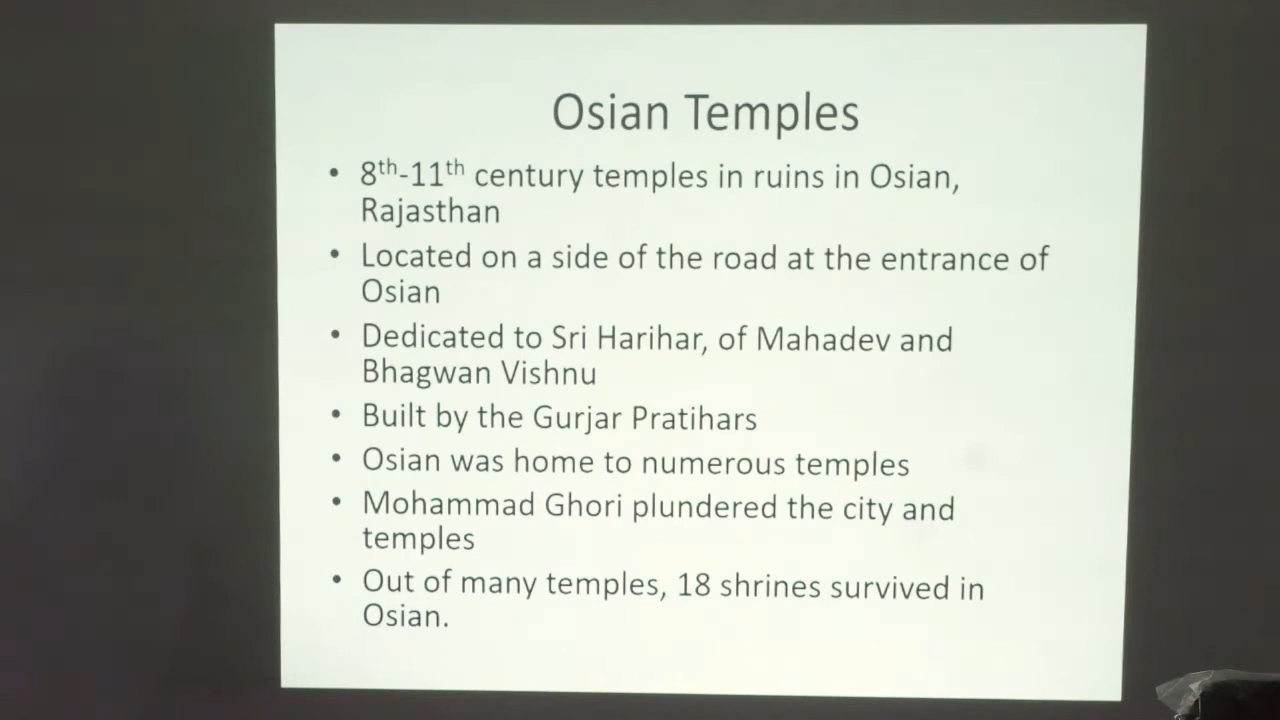 Osian Temples
• 8th-11th century temples in ruins in Osian,
Rajasthan
• Located on a side of the road at the entrance of
Osian
• Dedicated to Sri Harihar, of Mahadev and
Bhagwan Vishnu
• Built by the Gurjar Pratihars
• Osian was home to numerous temples
• Mohammad Ghori plundered the city and
temples
• Out of many temples, 18 shrines survived in
Osian.